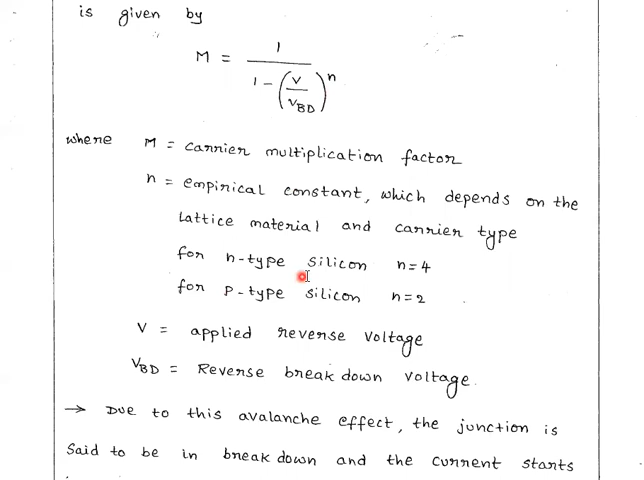 is given by
M = 1 / 1 - (V / VBD)^n
where M = carrier multiplication factor
n = empirical constant, which depends on the
Lattice material and carrier type
for n-type silicon n=4
for p-type silicon n=2
V = applied reverse voltage
VBD = Reverse break down voltage.
→ Due to this avalanche effect, the junction is
Said to be in break down and the current starts